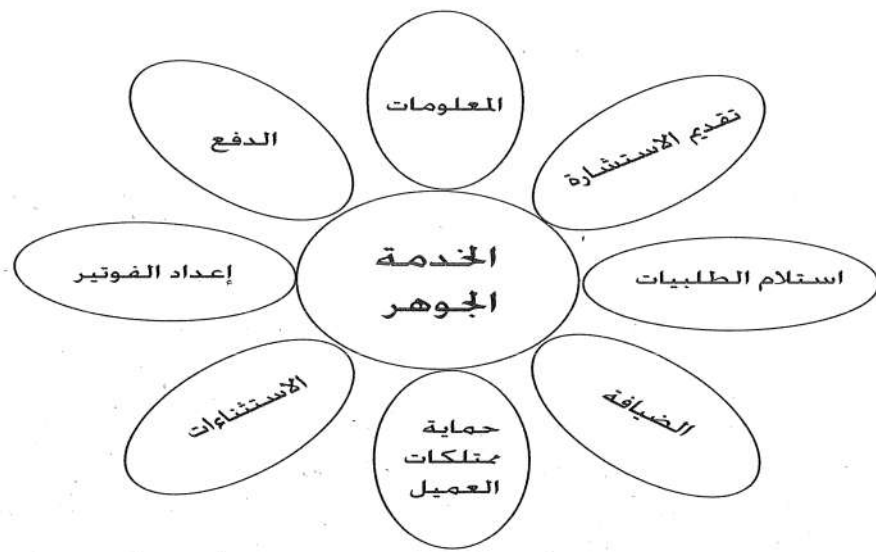 المعلومات
تقديم الاستشارة
استلام الطلبيات
الضيافة
حماية
ممتلكات
العميل
الاستثناءات
إعداد الفوتير
الدفع
الخدمة
الجوهر